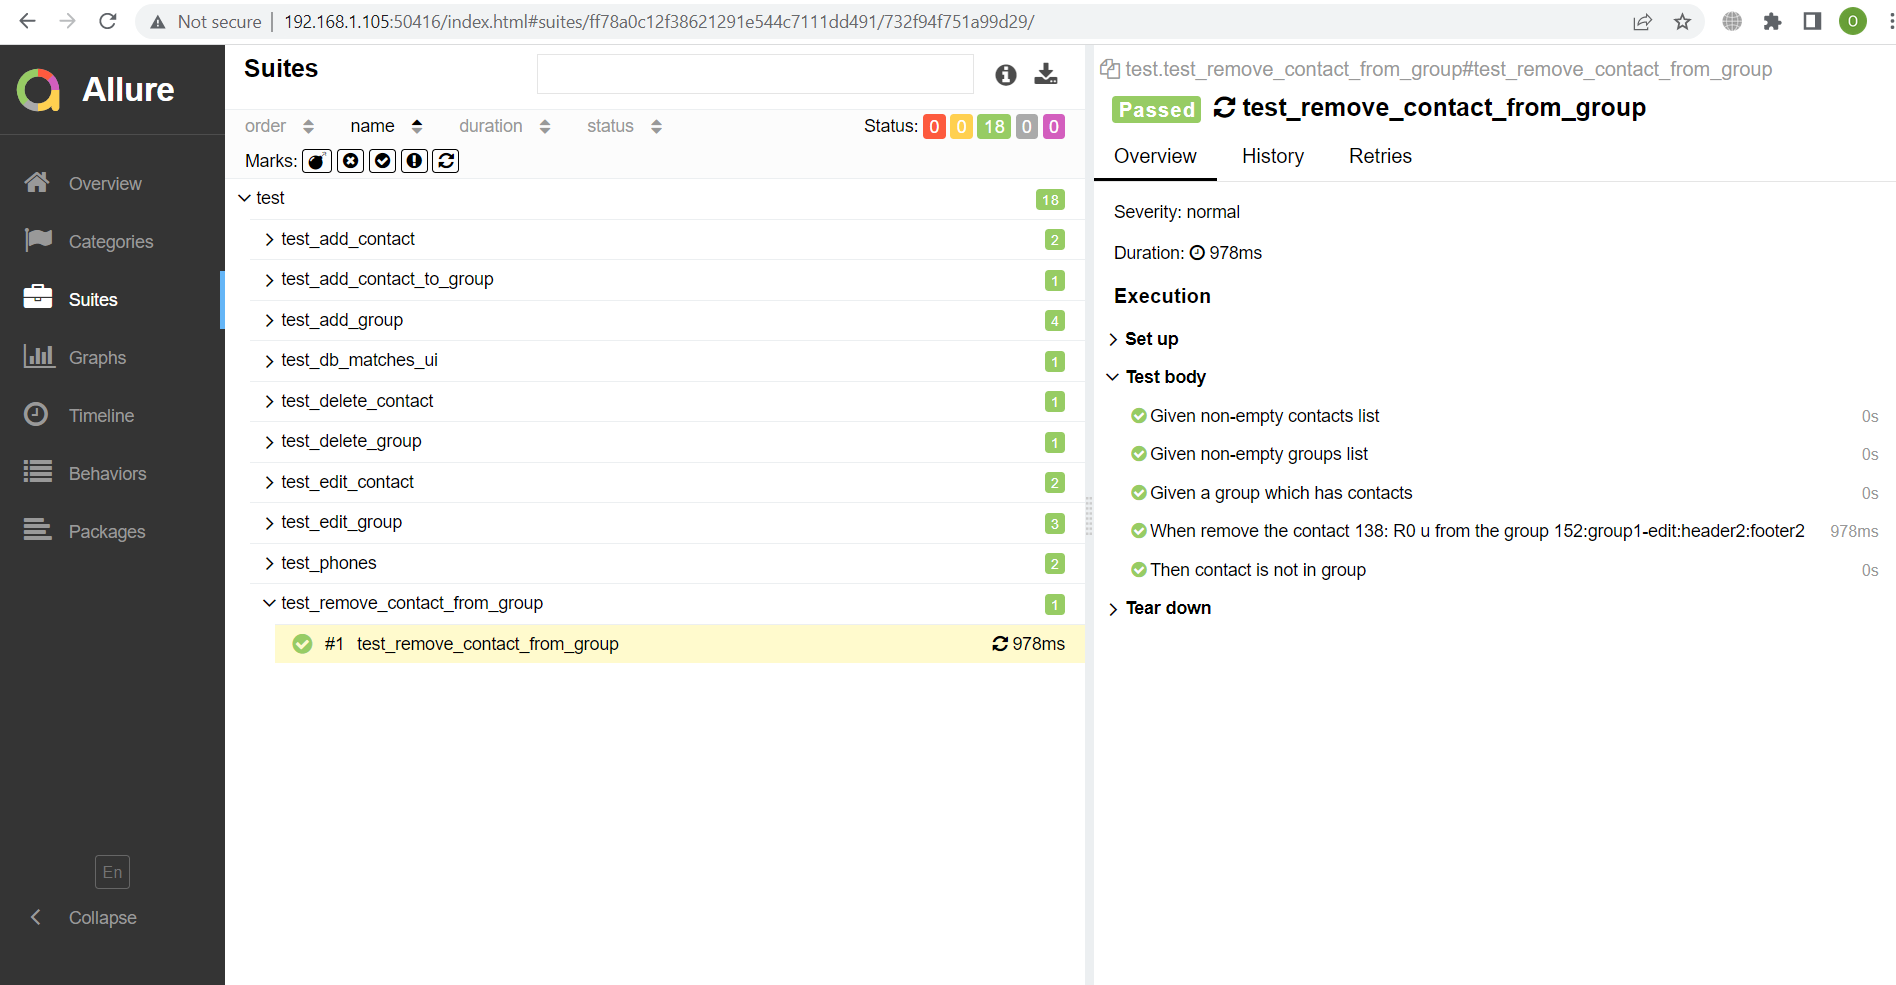 Not secure | 192.168.1.105:50416/index.html#suites/ff78a0c12f38621291e544c7111dd491/732f94f751a99d29/
O
Allure
Overview
Categories
Suites
Graphs
Timeline
Behaviors
Packages
En
Collapse
Suites
order name duration status Status: 0 0 18 0 0
Marks:
test 18
test_add_contact 2
test_add_contact_to_group 1
test_add_group 4
test_db_matches_ui 1
test_delete_contact 1
test_delete_group 1
test_edit_contact 2
test_edit_group 3
test_phones 2
test_remove_contact_from_group 1
#1 test_remove_contact_from_group 978ms
test.test_remove_contact_from_group#test_remove_contact_from_group
Passed test_remove_contact_from_group
Overview History Retries
Severity: normal
Duration: 978ms
Execution
Set up
Test body
Given non-empty contacts list 0s
Given non-empty groups list 0s
Given a group which has contacts 0s
When remove the contact 138: R0 u from the group 152:group1-edit:header2:footer2 978ms
Then contact is not in group 0s
Tear down